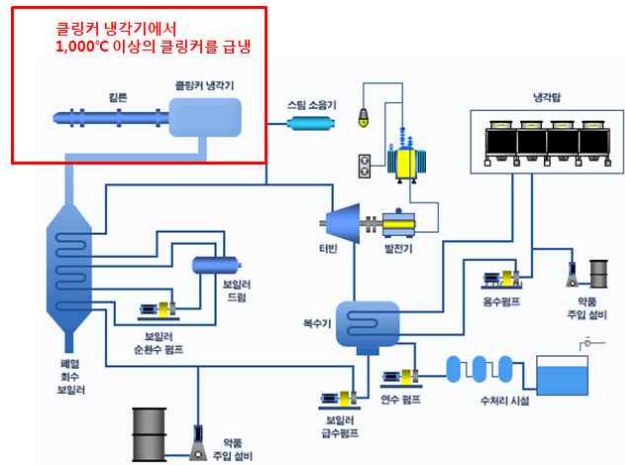 클링커 냉각기에서
1,000℃ 이상의 클링커를 급냉
클링커 냉각기
킬른
스팀 소음기
냉각탑
터빈
발전기
보일러
드럼
용수펌프
약품
주입 설비
보일러
순환수 펌프
복수기
폐열
회수
보일러
연수 펌프
수처리 시설
보일러
급수펌프
약품
주입 설비